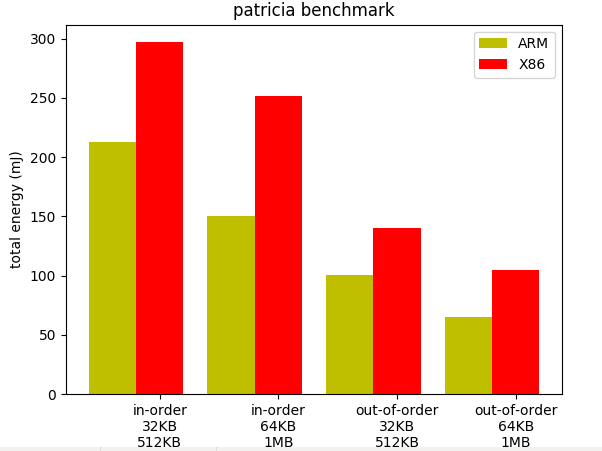 patricia benchmark
ARM
X86
total energy (mJ)
300
250
200
150
100
50
0
in-order
32KB
512KB
in-order
64KB
1MB
out-of-order
32KB
512KB
out-of-order
64KB
1MB